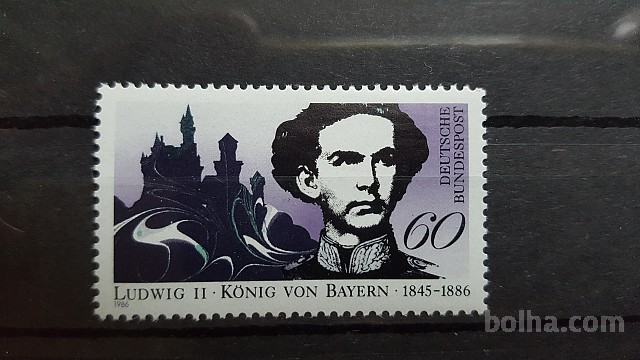 DEUTSCHE
BUNDESPOST
60
LUDWIG II · KÖNIG VON BAYERN · 1845-1886
1986
bolha.com